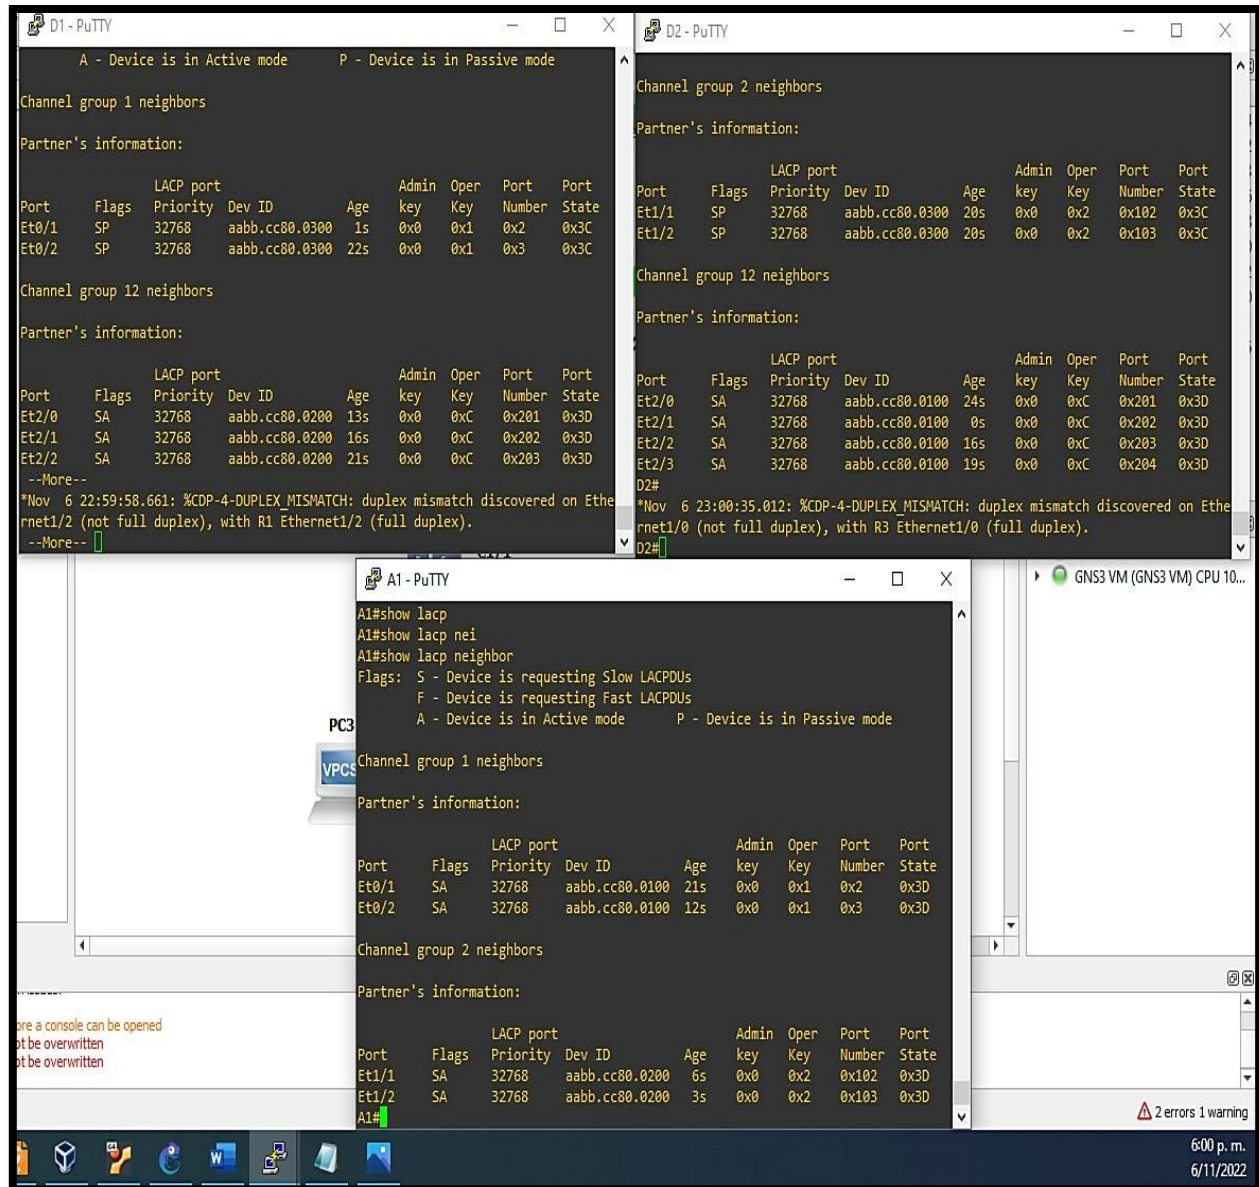 D1 - PuTTY
A - Device is in Active mode P - Device is in Passive mode
Channel group 1 neighbors
Partner's information:
LACP port Admin Oper Port Port
Port Flags Priority Dev ID Age key Key Number State
Et0/1 SP 32768 aabb.cc80.0300 1s 0x0 0x1 0x2 0x3C
Et0/2 SP 32768 aabb.cc80.0300 22s 0x0 0x1 0x3 0x3C
Channel group 12 neighbors
Partner's information:
LACP port Admin Oper Port Port
Port Flags Priority Dev ID Age key Key Number State
Et2/0 SA 32768 aabb.cc80.0200 13s 0x0 0xC 0x201 0x3D
Et2/1 SA 32768 aabb.cc80.0200 16s 0x0 0xC 0x202 0x3D
Et2/2 SA 32768 aabb.cc80.0200 21s 0x0 0xC 0x203 0x3D
--More--
*Nov 6 22:59:58.661: %CDP-4-DUPLEX_MISMATCH: duplex mismatch discovered on Ethe
rnet1/2 (not full duplex), with R1 Ethernet1/2 (full duplex).
--More--
D2 - PuTTY
Channel group 2 neighbors
Partner's information:
LACP port Admin Oper Port Port
Port Flags Priority Dev ID Age key Key Number State
Et1/1 SP 32768 aabb.cc80.0300 20s 0x0 0x2 0x102 0x3C
Et1/2 SP 32768 aabb.cc80.0300 20s 0x0 0x2 0x103 0x3C
Channel group 12 neighbors
Partner's information:
LACP port Admin Oper Port Port
Port Flags Priority Dev ID Age key Key Number State
Et2/0 SA 32768 aabb.cc80.0100 24s 0x0 0xC 0x201 0x3D
Et2/1 SA 32768 aabb.cc80.0100 0s 0x0 0xC 0x202 0x3D
Et2/2 SA 32768 aabb.cc80.0100 16s 0x0 0xC 0x203 0x3D
Et2/3 SA 32768 aabb.cc80.0100 19s 0x0 0xC 0x204 0x3D
D2#
*Nov 6 23:00:35.012: %CDP-4-DUPLEX_MISMATCH: duplex mismatch discovered on Ethe
rnet1/0 (not full duplex), with R3 Ethernet1/0 (full duplex).
D2#
GNS3 VM (GNS3 VM) CPU 10...
A1 - PuTTY
A1#show lacp
A1#show lacp nei
A1#show lacp neighbor
Flags: S - Device is requesting Slow LACPDUs
F - Device is requesting Fast LACPDUs
A - Device is in Active mode P - Device is in Passive mode
Channel group 1 neighbors
Partner's information:
LACP port Admin Oper Port Port
Port Flags Priority Dev ID Age key Key Number State
Et0/1 SA 32768 aabb.cc80.0100 21s 0x0 0x1 0x2 0x3D
Et0/2 SA 32768 aabb.cc80.0100 12s 0x0 0x1 0x3 0x3D
Channel group 2 neighbors
Partner's information:
LACP port Admin Oper Port Port
Port Flags Priority Dev ID Age key Key Number State
Et1/1 SA 32768 aabb.cc80.0200 6s 0x0 0x2 0x102 0x3D
Et1/2 SA 32768 aabb.cc80.0200 3s 0x0 0x2 0x103 0x3D
A1#
PC3
VPCS
ore a console can be opened
ot be overwritten
ot be overwritten
2 errors 1 warning
6:00 p. m.
6/11/2022